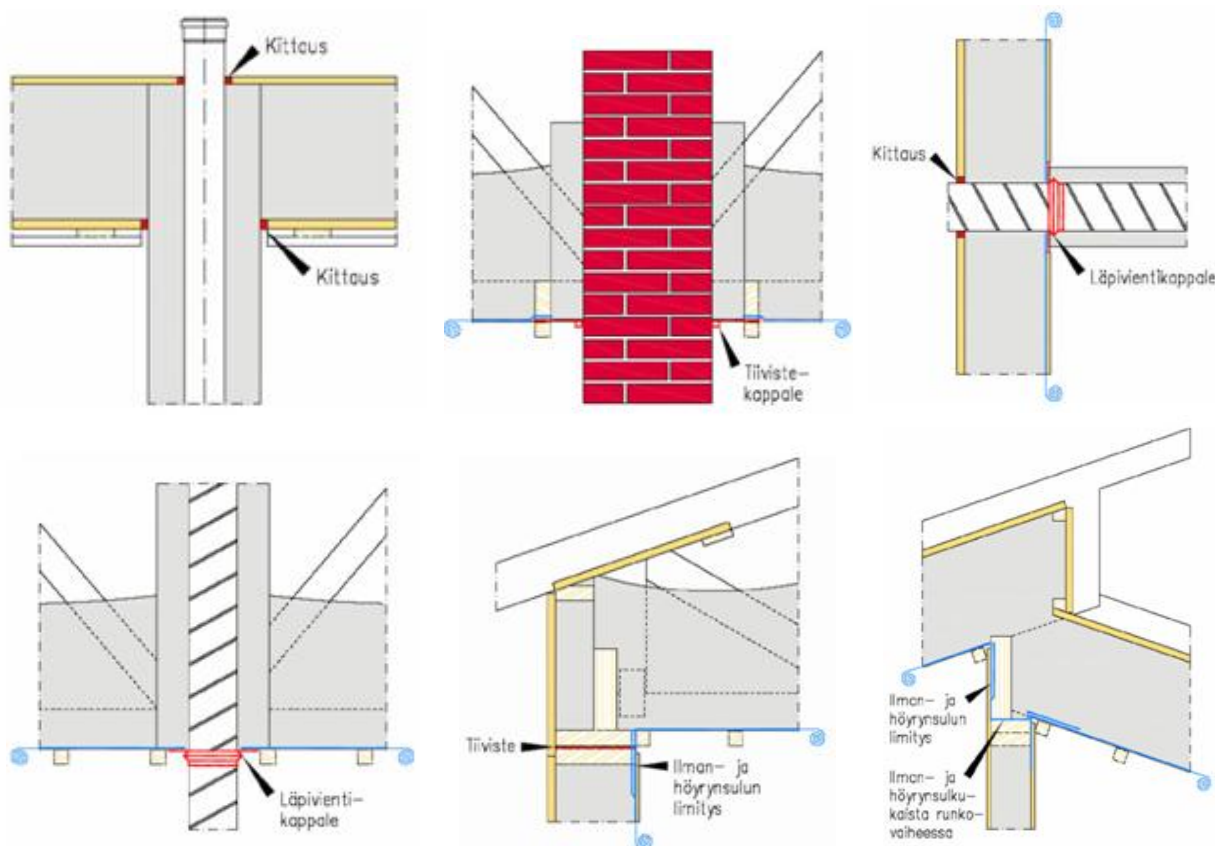 Kittaus
Kittaus
Tiiviste-
kappale
Kittaus
Läpivientikappale
Läpivienti-
kappale
Tiiviste
Ilman- ja
höyrynsulun
limitys
Ilman- ja
höyrynsulun
limitys
Ilman- ja
höyrynsulku-
kaista runko-
vaiheessa